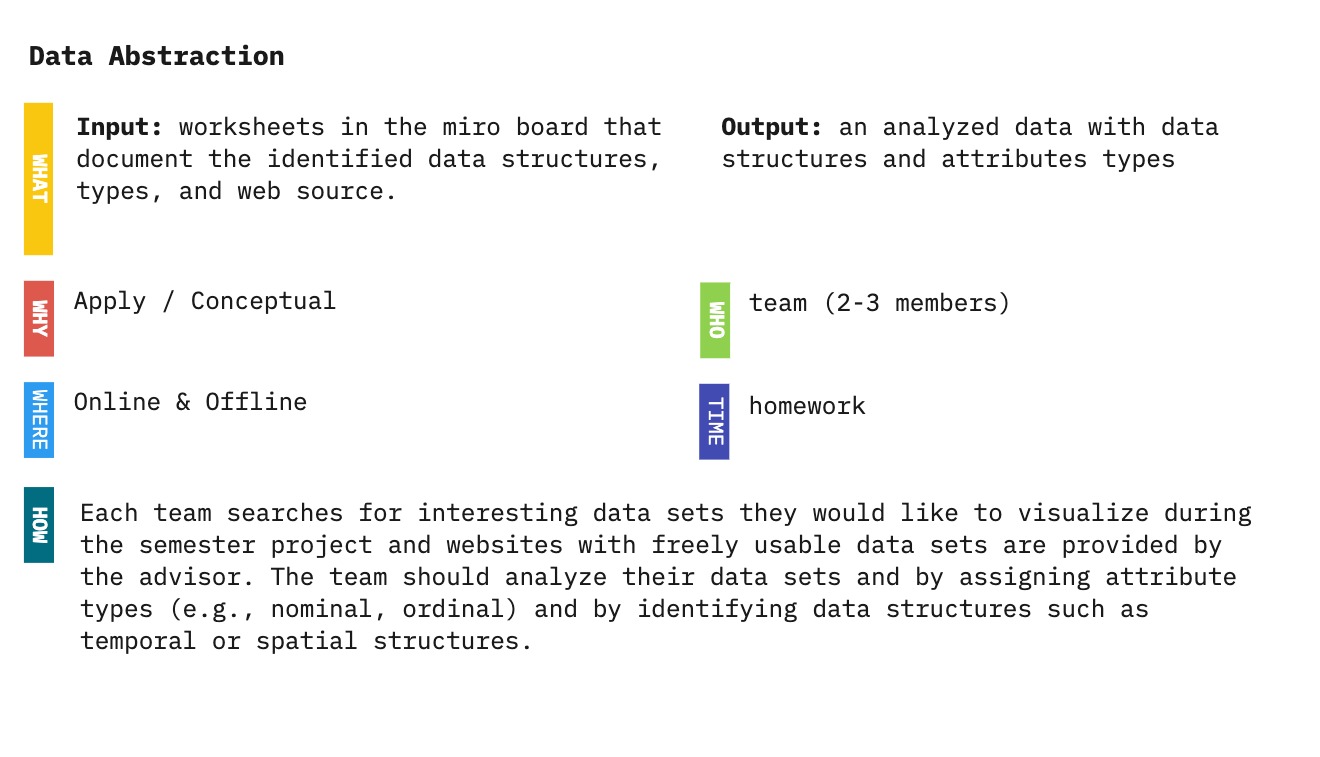 Data Abstraction
WHAT
Input: worksheets in the miro board that
document the identified data structures,
types, and web source.
Output: an analyzed data with data
structures and attributes types
WHY
Apply / Conceptual
WHO
team (2-3 members)
WHERE
Online & Offline
TIME
homework
HOW
Each team searches for interesting data sets they would like to visualize during
the semester project and websites with freely usable data sets are provided by
the advisor. The team should analyze their data sets and by assigning attribute
types (e.g., nominal, ordinal) and by identifying data structures such as
temporal or spatial structures.